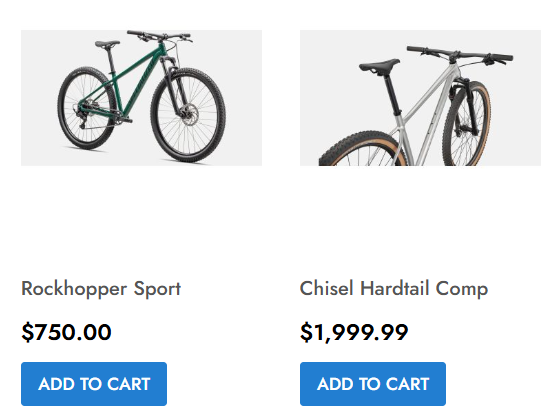 Rockhopper Sport
$750.00
ADD TO CART
Chisel Hardtail Comp
$1,999.99
ADD TO CART